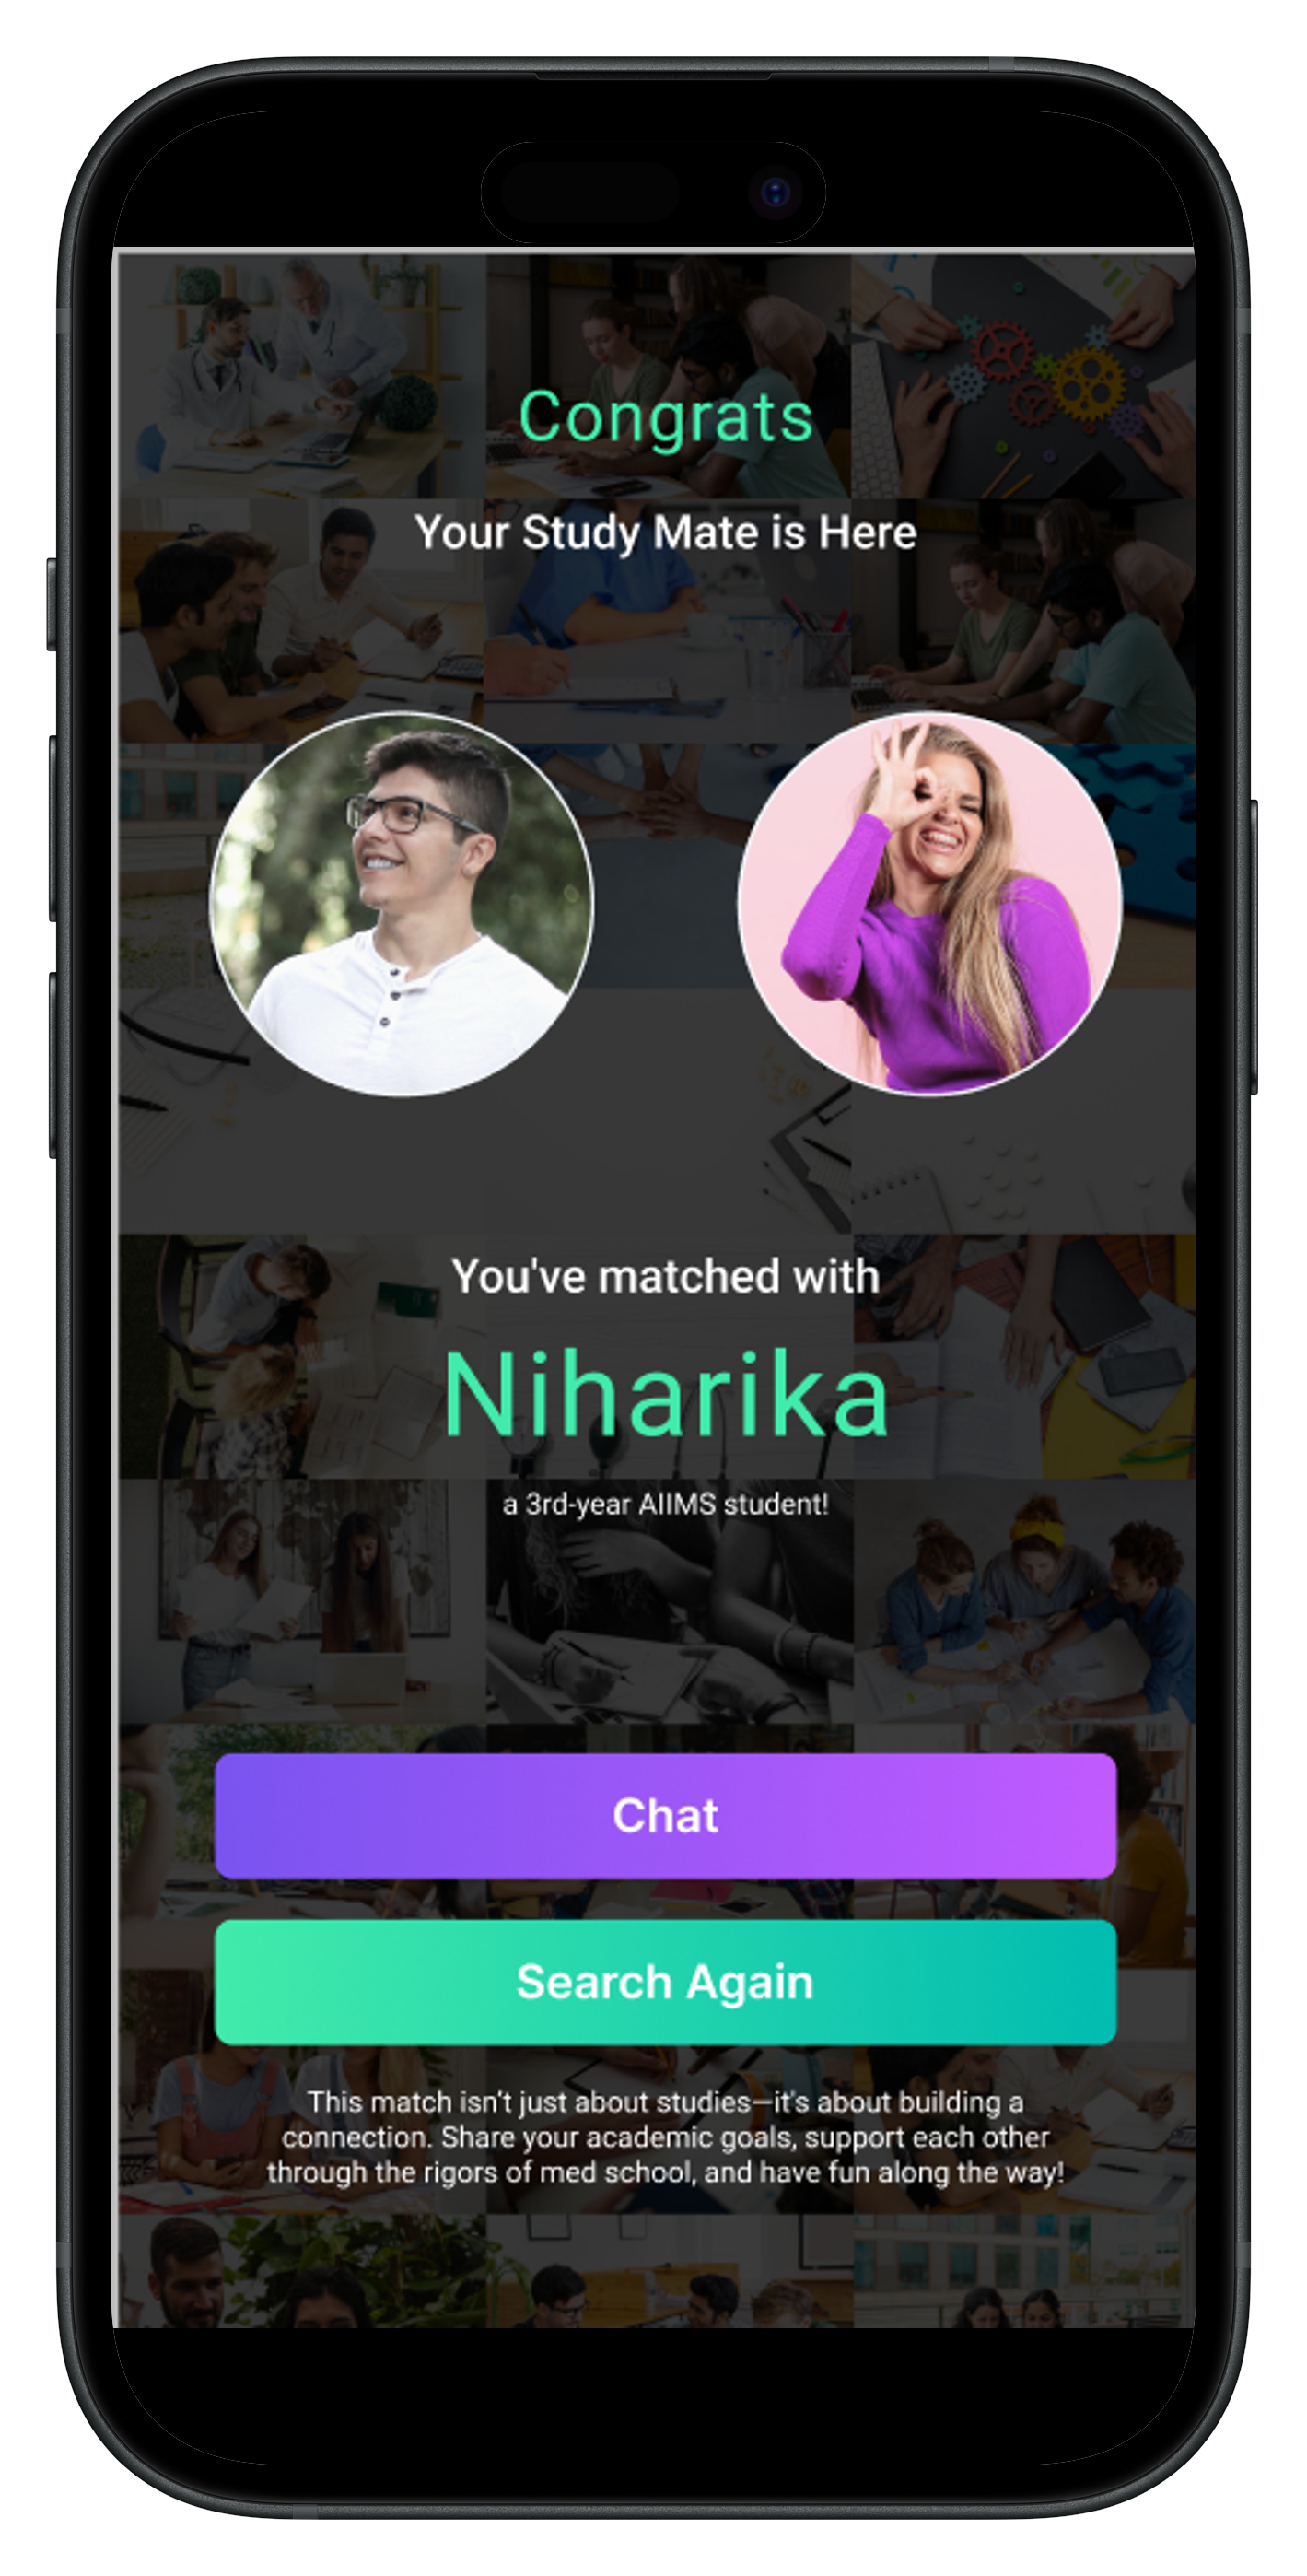 Congrats
Your Study Mate is Here
You've matched with
Niharika
a 3rd-year AIIMS student!
Chat
Search Again
This match isn't just about studies—it's about building a
connection. Share your academic goals, support each other
through the rigors of med school, and have fun along the way!